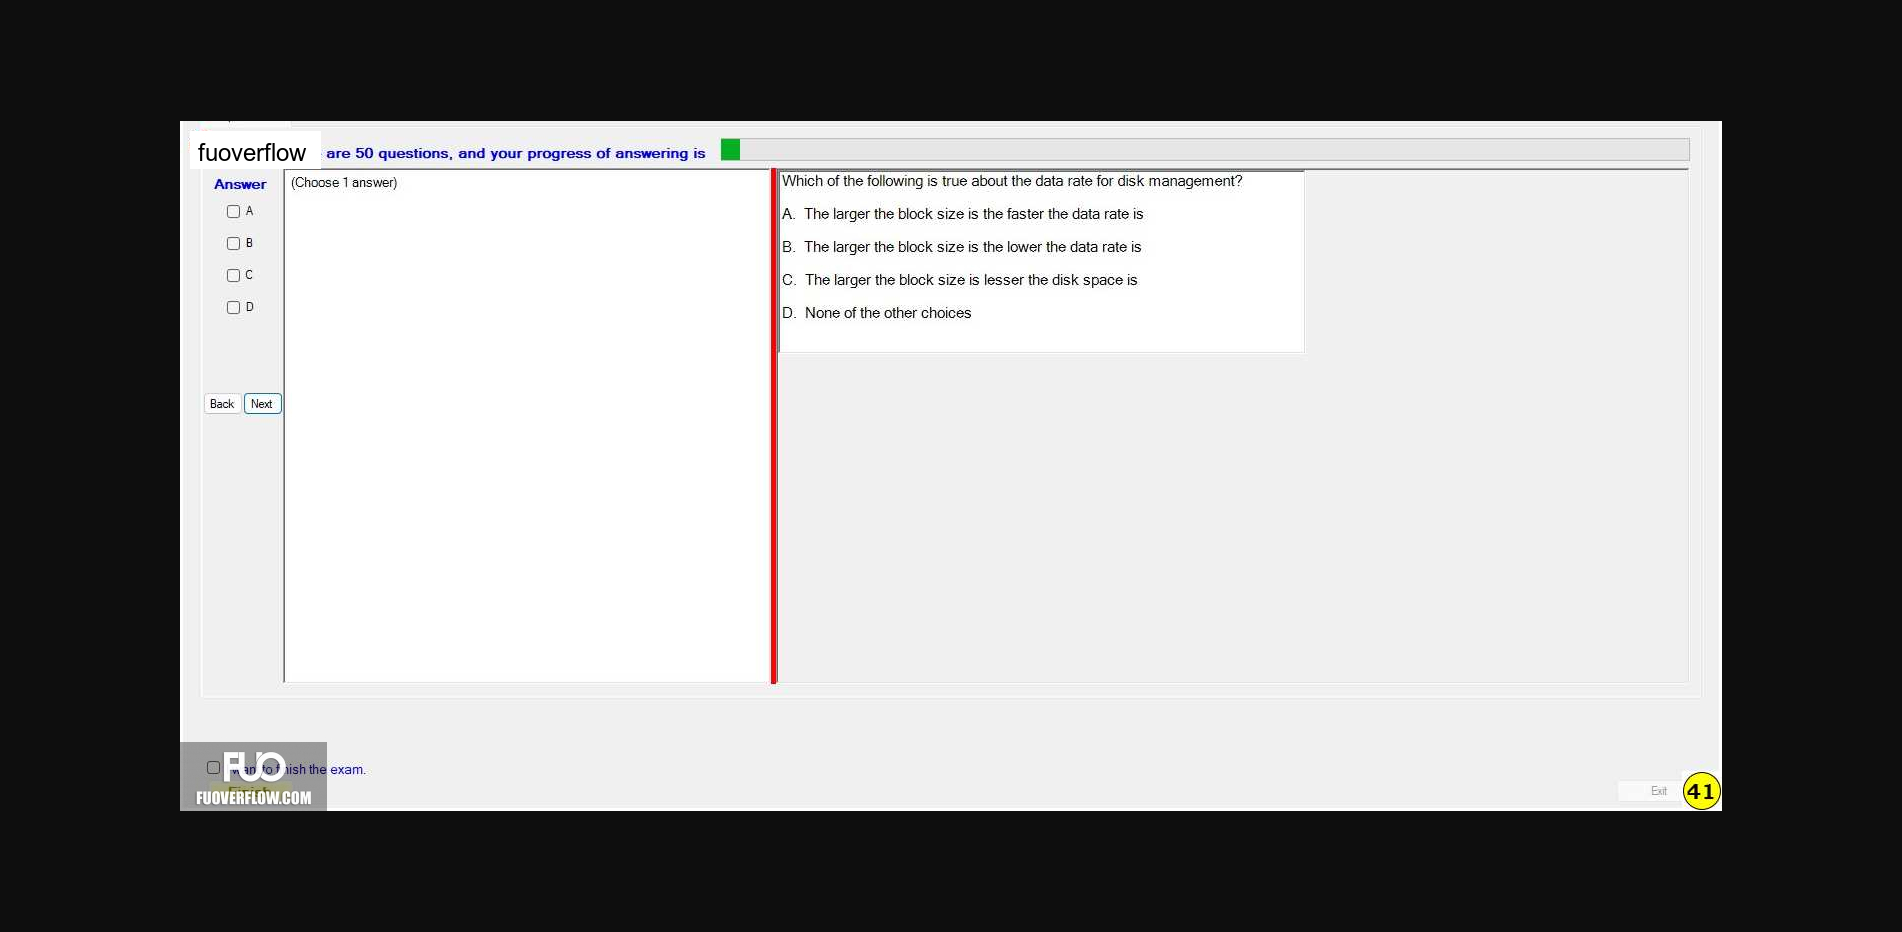 fuoverflow are 50 questions, and your progress of answering is
Answer
(Choose 1 answer)
A
B
C
D
Back Next
Which of the following is true about the data rate for disk management?
A. The larger the block size is the faster the data rate is
B. The larger the block size is the lower the data rate is
C. The larger the block size is lesser the disk space is
D. None of the other choices
FUO
to finish the exam.
Finish
FUOVERFLOW.COM
Exit
41